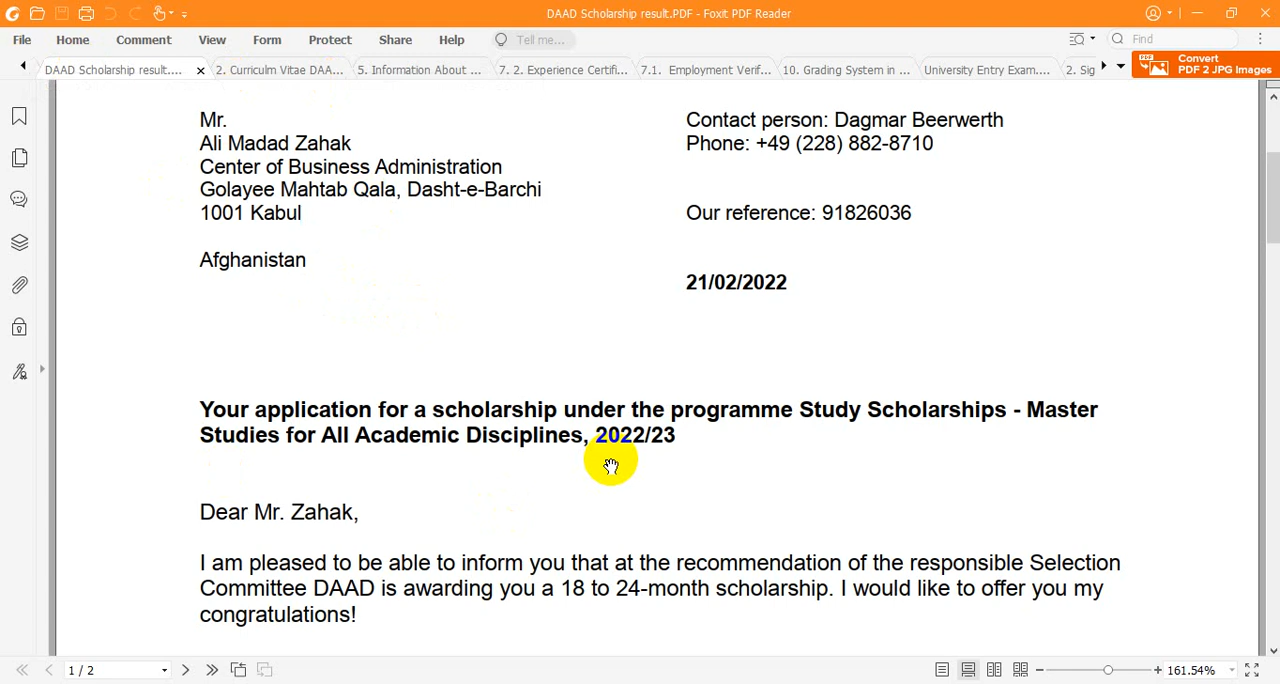 DAAD Scholarship result.PDF - Foxit PDF Reader
File Home Comment View Form Protect Share Help Tell me... Find
DAAD Scholarship result.... x 2. Curriculm Vitae DAA... 5. Information About ... 7. 2. Experience Certifi... 7.1. Employment Verif... 10. Grading System in ... University Entry Exam.... 2. Sig
Convert
PDF 2 JPG Images
Mr.
Ali Madad Zahak
Center of Business Administration
Golayee Mahtab Qala, Dasht-e-Barchi
1001 Kabul
Afghanistan
Contact person: Dagmar Beerwerth
Phone: +49 (228) 882-8710
Our reference: 91826036
21/02/2022
Your application for a scholarship under the programme Study Scholarships - Master
Studies for All Academic Disciplines, 2022/23
Dear Mr. Zahak,
I am pleased to be able to inform you that at the recommendation of the responsible Selection
Committee DAAD is awarding you a 18 to 24-month scholarship. I would like to offer you my
congratulations!
1 / 2
161.54%